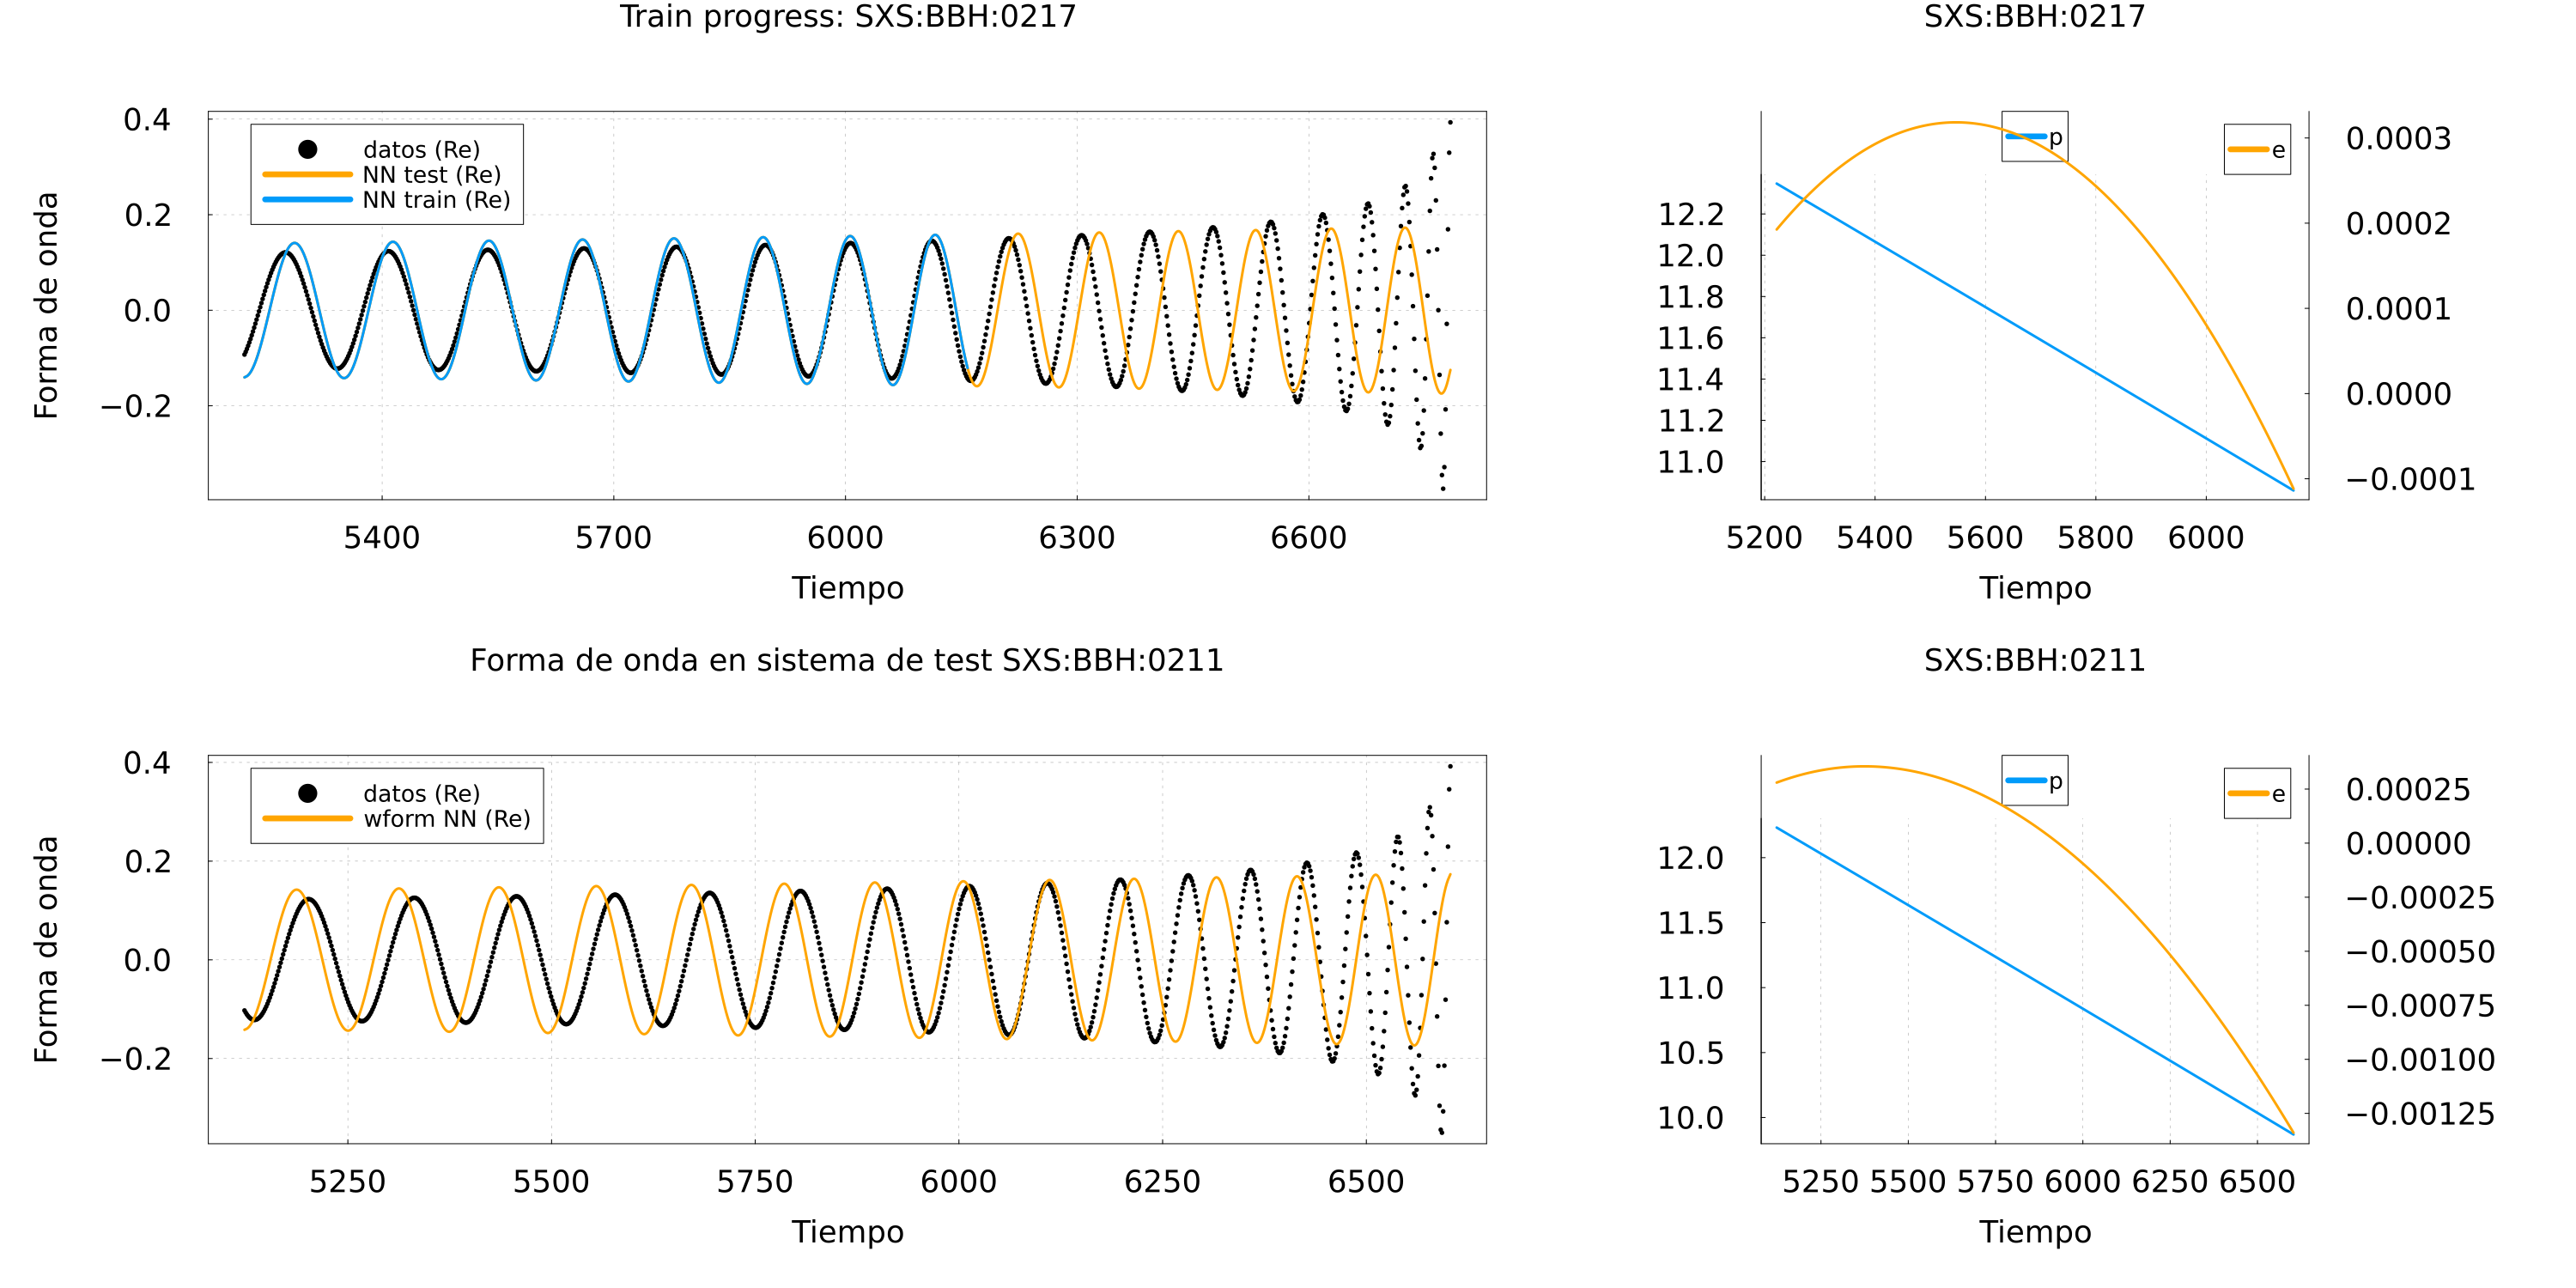 Train progress: SXS:BBH:0217
SXS:BBH:0217
Forma de onda
0.4
0.2
0.0
−0.2
datos (Re)
NN test (Re)
NN train (Re)
5400 5700 6000 6300 6600
Tiempo
12.2
12.0
11.8
11.6
11.4
11.2
11.0
p
e
0.0003
0.0002
0.0001
0.0000
−0.0001
5200 5400 5600 5800 6000
Tiempo
Forma de onda en sistema de test SXS:BBH:0211
SXS:BBH:0211
Forma de onda
0.4
0.2
0.0
−0.2
datos (Re)
wform NN (Re)
5250 5500 5750 6000 6250 6500
Tiempo
12.0
11.5
11.0
10.5
10.0
p
e
0.00025
0.00000
−0.00025
−0.00050
−0.00075
−0.00100
−0.00125
5250 5500 5750 6000 6250 6500
Tiempo